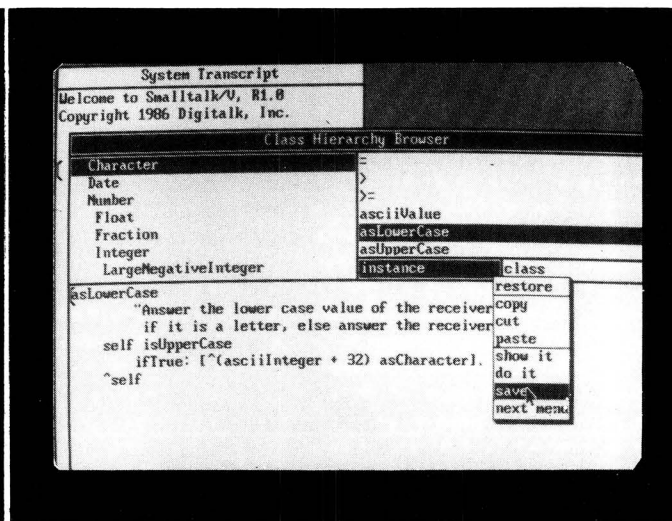 System Transcript
Welcome to Smalltalk/V, R1.0
Copyright 1986 Digitalk, Inc.
Class Hierarchy Browser
Character
Date
Number
Float
Fraction
Integer
LargeNegativeInteger
=
>
>=
asciiValue
asLowerCase
asUpperCase
instance
class
asLowerCase
"Answer the lower case value of the receiver
if it is a letter, else answer the receiver
self isUpperCase
ifTrue: [^(asciiInteger + 32) asCharacter].
^self
restore
copy
cut
paste
show it
do it
save
next menu